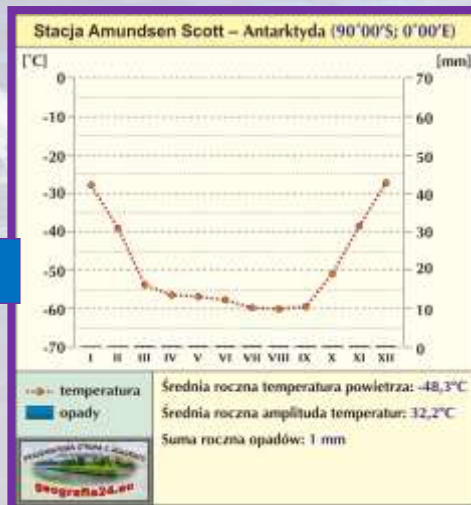 Stacja Amundsen Scott – Antarktyda (90°00'S; 0°00'E)
[°C] [mm]
0 70
-10 60
-20 50
-30 40
-40 30
-50 20
-60 10
-70 0
I II III IV V VI VII VIII IX X XI XII
temperatura
opady
Średnia roczna temperatura powietrza: -48,3°C
Średnia roczna amplituda temperatur: 32,2°C
Suma roczna opadów: 1 mm
geografia24.eu